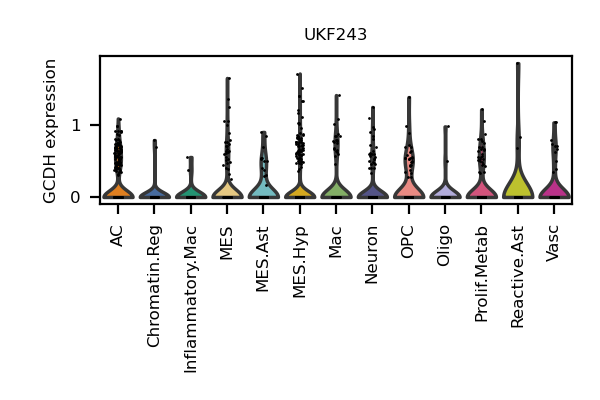 UKF243
GCDH expression
1
0
AC
Chromatin.Reg
Inflammatory.Mac
MES
MES.Ast
MES.Hyp
Mac
Neuron
OPC
Oligo
Prolif.Metab
Reactive.Ast
Vasc